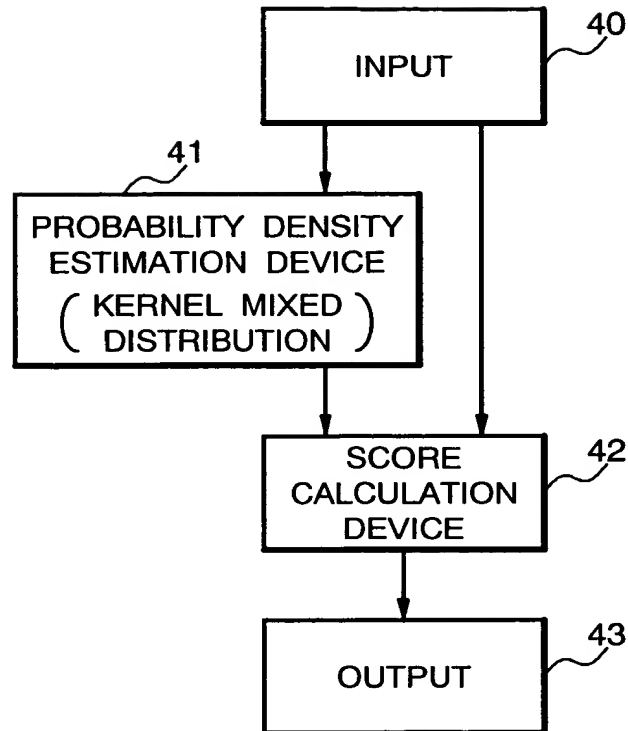 40
INPUT
41
PROBABILITY DENSITY
ESTIMATION DEVICE
( KERNEL MIXED
DISTRIBUTION )
SCORE
CALCULATION
DEVICE
42
OUTPUT
43